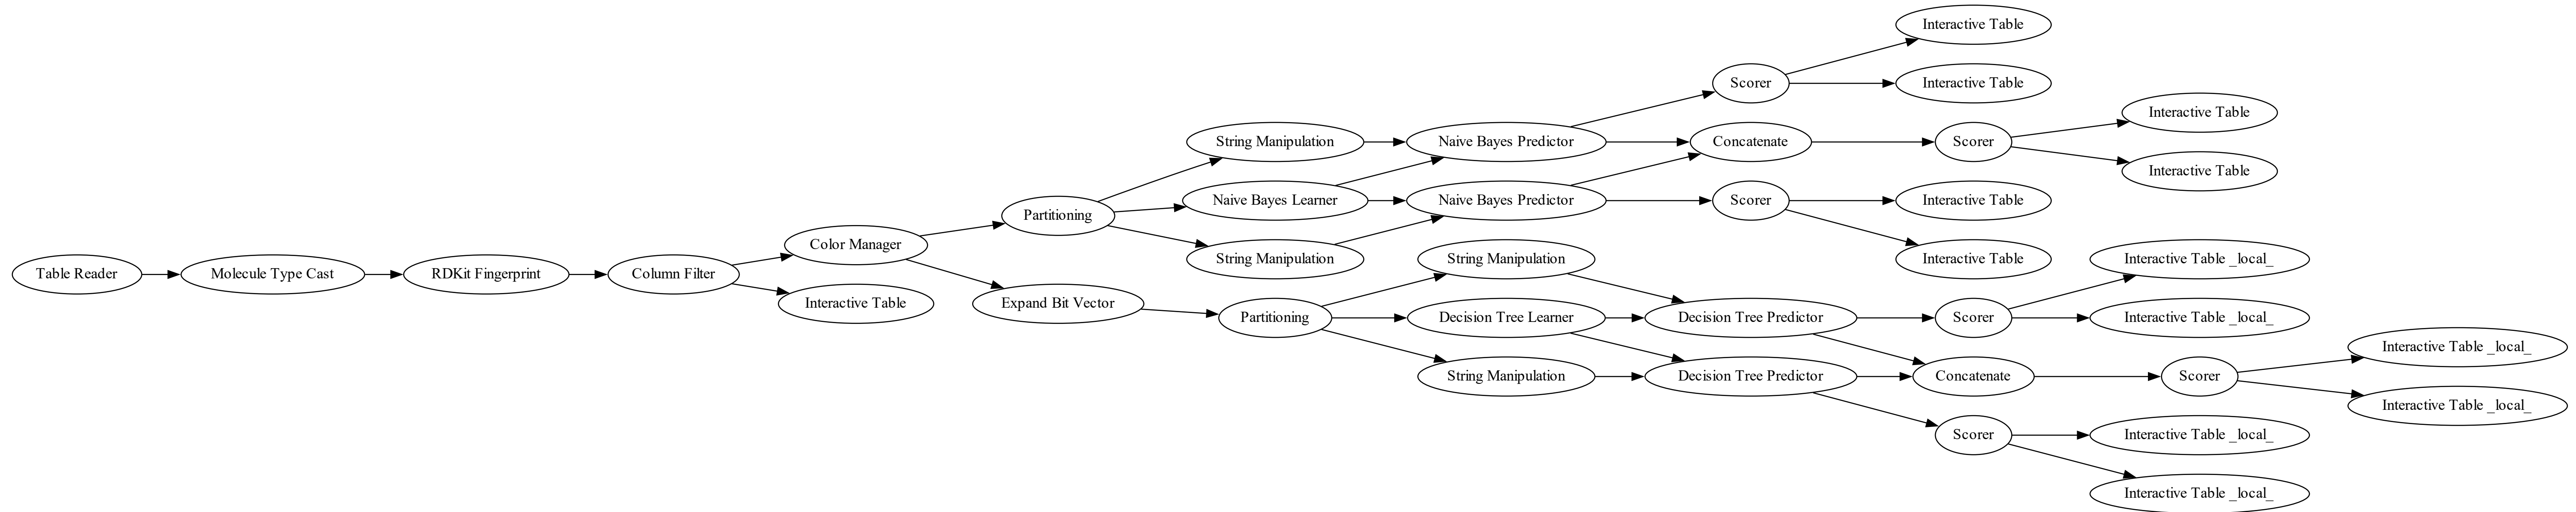 Table Reader
Molecule Type Cast
RDKit Fingerprint
Column Filter
Color Manager
Interactive Table
Partitioning
Expand Bit Vector
String Manipulation
Naive Bayes Learner
String Manipulation
Partitioning
Naive Bayes Predictor
Naive Bayes Predictor
String Manipulation
Decision Tree Learner
String Manipulation
Scorer
Concatenate
Scorer
Decision Tree Predictor
Decision Tree Predictor
Interactive Table
Interactive Table
Scorer
Interactive Table
Interactive Table
Scorer
Concatenate
Scorer
Interactive Table
Interactive Table
Interactive Table _local_
Interactive Table _local_
Scorer
Interactive Table _local_
Interactive Table _local_
Interactive Table _local_
Interactive Table _local_